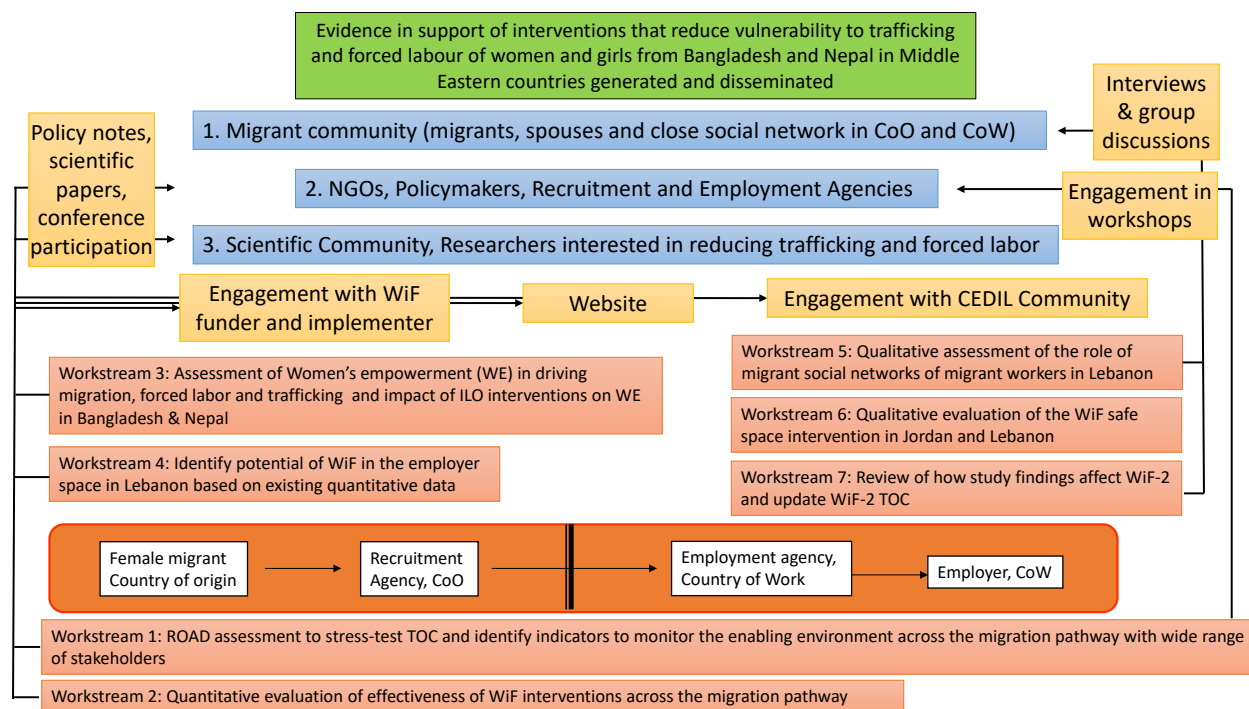 Evidence in support of interventions that reduce vulnerability to trafficking
and forced labour of women and girls from Bangladesh and Nepal in Middle
Eastern countries generated and disseminated
Interviews
& group
discussions
Policy notes,
scientific
papers,
conference
participation
1. Migrant community (migrants, spouses and close social network in CoO and CoW)
2. NGOs, Policymakers, Recruitment and Employment Agencies
Engagement in
workshops
3. Scientific Community, Researchers interested in reducing trafficking and forced labor
Engagement with WiF
funder and implementer
Website
Engagement with CEDIL Community
Workstream 3: Assessment of Women's empowerment (WE) in driving
migration, forced labor and trafficking  and impact of ILO interventions on WE
in Bangladesh & Nepal
Workstream 4: Identify potential of WiF in the employer
space in Lebanon based on existing quantitative data
Workstream 5: Qualitative assessment of the role of
migrant social networks of migrant workers in Lebanon
Workstream 6: Qualitative evaluation of the WiF safe
space intervention in Jordan and Lebanon
Workstream 7: Review of how study findings affect WiF-2
and update WiF-2 TOC
Female migrant
Country of origin
Recruitment
Agency, CoO
Employment agency,
Country of Work
Employer, CoW
Workstream 1: ROAD assessment to stress-test TOC and identify indicators to monitor the enabling environment across the migration pathway with wide range
of stakeholders
Workstream 2: Quantitative evaluation of effectiveness of WiF interventions across the migration pathway